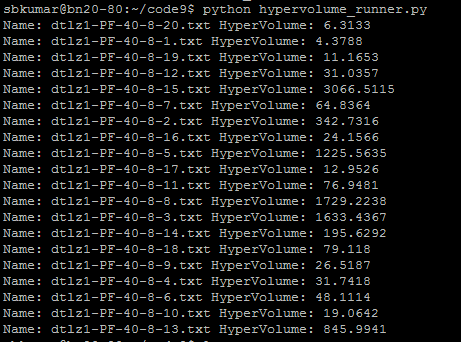 sbkumar@bn20-80:~/code9$ python hypervolume_runner.py
Name: dtlz1-PF-40-8-20.txt HyperVolume: 6.3133
Name: dtlz1-PF-40-8-1.txt HyperVolume: 4.3788
Name: dtlz1-PF-40-8-19.txt HyperVolume: 11.1653
Name: dtlz1-PF-40-8-12.txt HyperVolume: 31.0357
Name: dtlz1-PF-40-8-15.txt HyperVolume: 3066.5115
Name: dtlz1-PF-40-8-7.txt HyperVolume: 64.8364
Name: dtlz1-PF-40-8-2.txt HyperVolume: 342.7316
Name: dtlz1-PF-40-8-16.txt HyperVolume: 24.1566
Name: dtlz1-PF-40-8-5.txt HyperVolume: 1225.5635
Name: dtlz1-PF-40-8-17.txt HyperVolume: 12.9526
Name: dtlz1-PF-40-8-11.txt HyperVolume: 76.9481
Name: dtlz1-PF-40-8-8.txt HyperVolume: 1729.2238
Name: dtlz1-PF-40-8-3.txt HyperVolume: 1633.4367
Name: dtlz1-PF-40-8-14.txt HyperVolume: 195.6292
Name: dtlz1-PF-40-8-18.txt HyperVolume: 79.118
Name: dtlz1-PF-40-8-9.txt HyperVolume: 26.5187
Name: dtlz1-PF-40-8-4.txt HyperVolume: 31.7418
Name: dtlz1-PF-40-8-6.txt HyperVolume: 48.1114
Name: dtlz1-PF-40-8-10.txt HyperVolume: 19.0642
Name: dtlz1-PF-40-8-13.txt HyperVolume: 845.9941